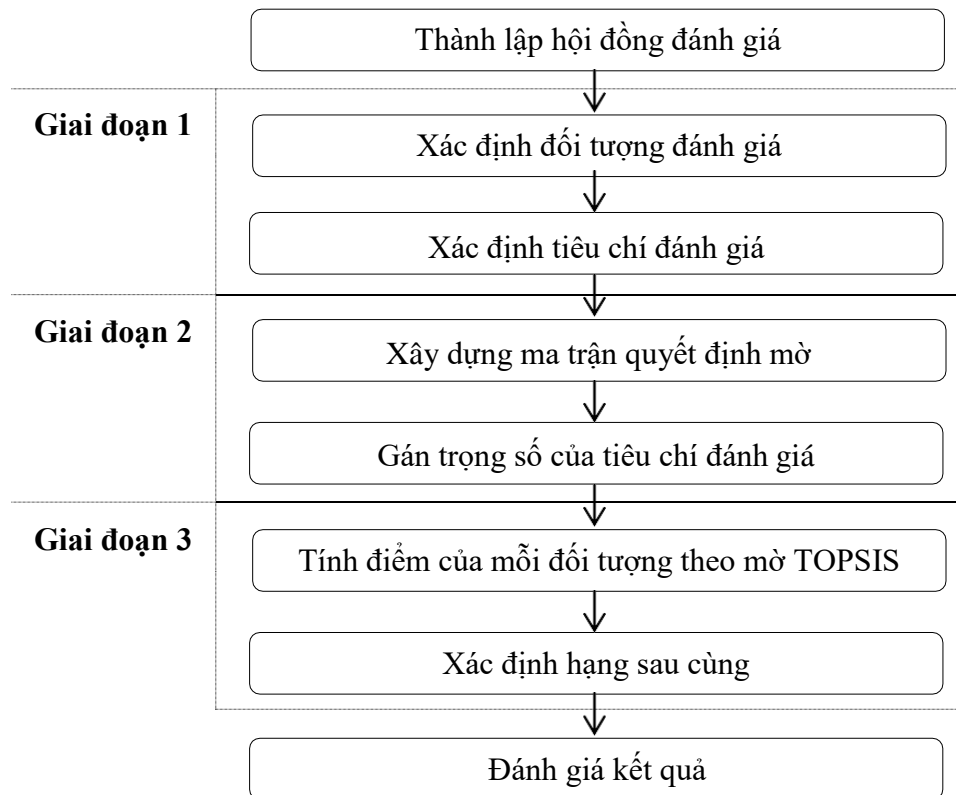 Thành lập hội đồng đánh giá
Giai đoạn 1
Xác định đối tượng đánh giá
Xác định tiêu chí đánh giá
Giai đoạn 2
Xây dựng ma trận quyết định mờ
Gán trọng số của tiêu chí đánh giá
Giai đoạn 3
Tính điểm của mỗi đối tượng theo mờ TOPSIS
Xác định hạng sau cùng
Đánh giá kết quả